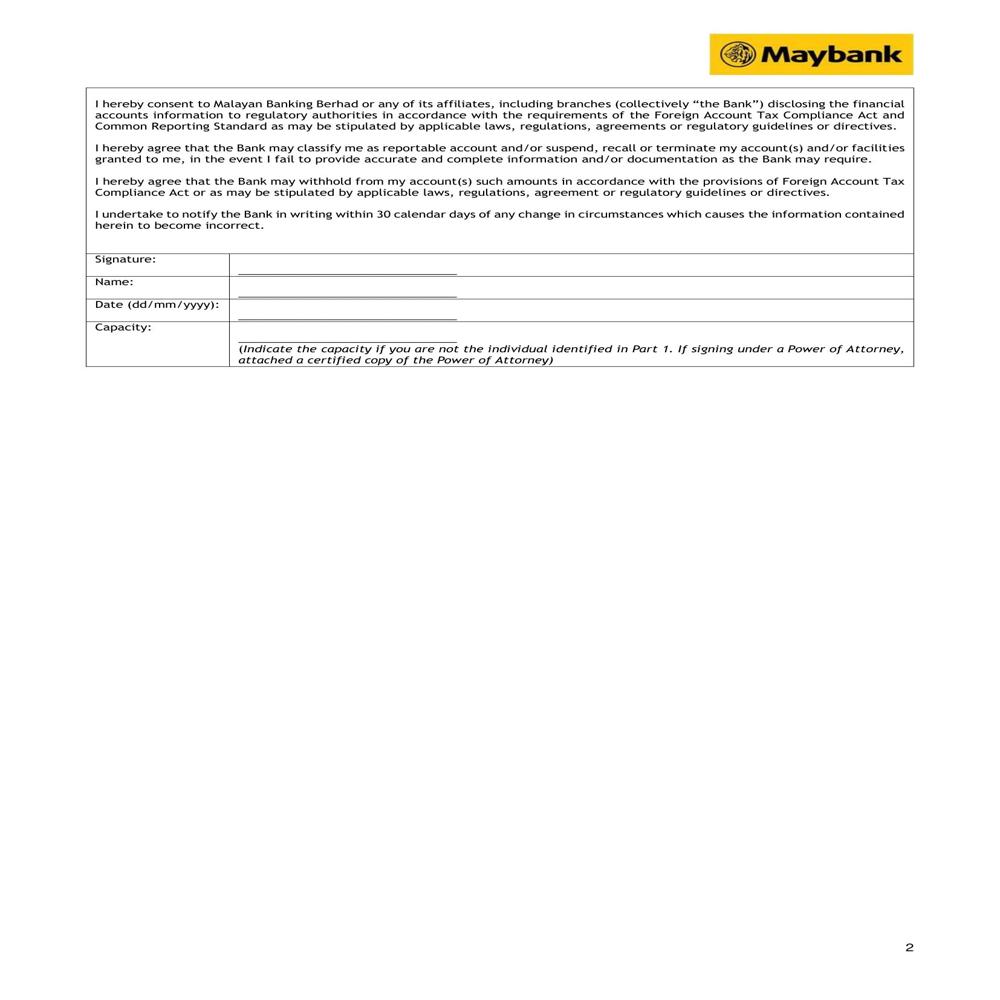 Maybank
I hereby consent to Malayan Banking Berhad or any of its affiliates, including branches (collectively “the Bank”) disclosing the financial
accounts information to regulatory authorities in accordance with the requirements of the Foreign Account Tax Compliance Act and
Common Reporting Standard as may be stipulated by applicable laws, regulations, agreements or regulatory guidelines or directives.
I hereby agree that the Bank may classify me as reportable account and/or suspend, recall or terminate my account(s) and/or facilities
granted to me, in the event I fail to provide accurate and complete information and/or documentation as the Bank may require.
I hereby agree that the Bank may withhold from my account(s) such amounts in accordance with the provisions of Foreign Account Tax
Compliance Act or as may be stipulated by applicable laws, regulations, agreement or regulatory guidelines or directives.
I undertake to notify the Bank in writing within 30 calendar days of any change in circumstances which causes the information contained
herein to become incorrect.
Signature:
Name:
Date (dd/mm/yyyy):
Capacity:
(Indicate the capacity if you are not the individual identified in Part 1. If signing under a Power of Attorney,
attached a certified copy of the Power of Attorney)
2